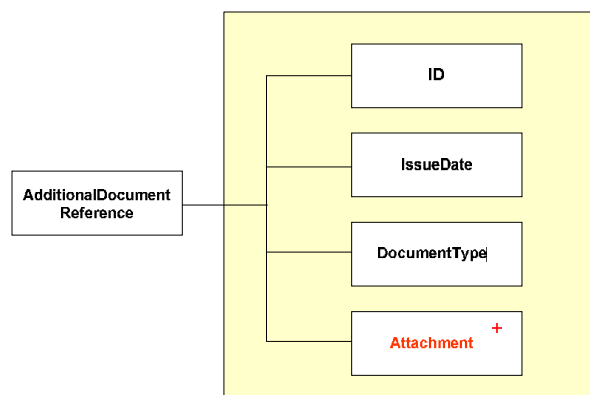 ID
IssueDate
AdditionalDocument
Reference
DocumentType
Attachment